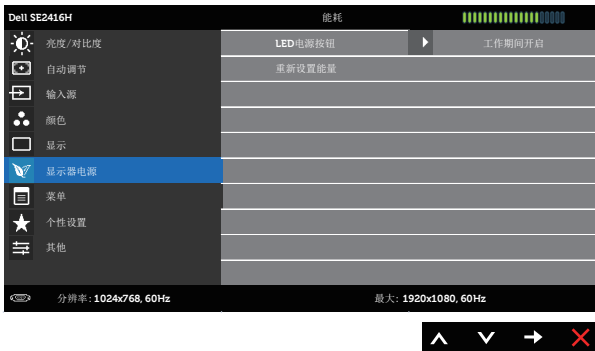 Dell SE2416H 能耗
亮度/对比度 LED电源按钮 工作期间开启
自动调节 重新设置能量
输入源
颜色
显示
显示器电源
菜单
个性设置
其他
分辨率: 1024x768, 60Hz 最大: 1920x1080, 60Hz